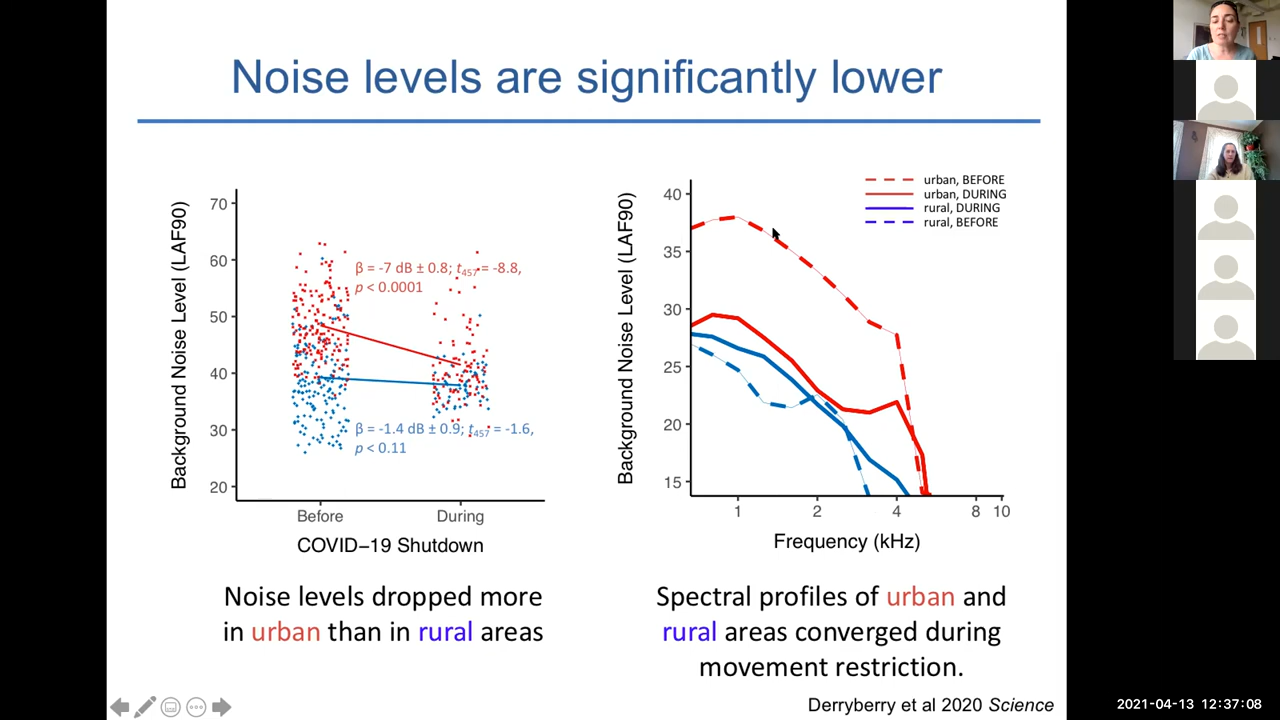 Noise levels are significantly lower
Background Noise Level (LAF90)
70
60
50
40
30
20
β = -7 dB ± 0.8; t457 = -8.8,
p < 0.0001
β = -1.4 dB ± 0.9; t457 = -1.6,
p < 0.11
Before
During
COVID−19 Shutdown
Noise levels dropped more
in urban than in rural areas
Background Noise Level (LAF90)
40
35
30
25
20
15
urban, BEFORE
urban, DURING
rural, DURING
rural, BEFORE
1
2
4
8
10
Frequency (kHz)
Spectral profiles of urban and
rural areas converged during
movement restriction.
Derryberry et al 2020 Science
2021-04-13 12:37:08